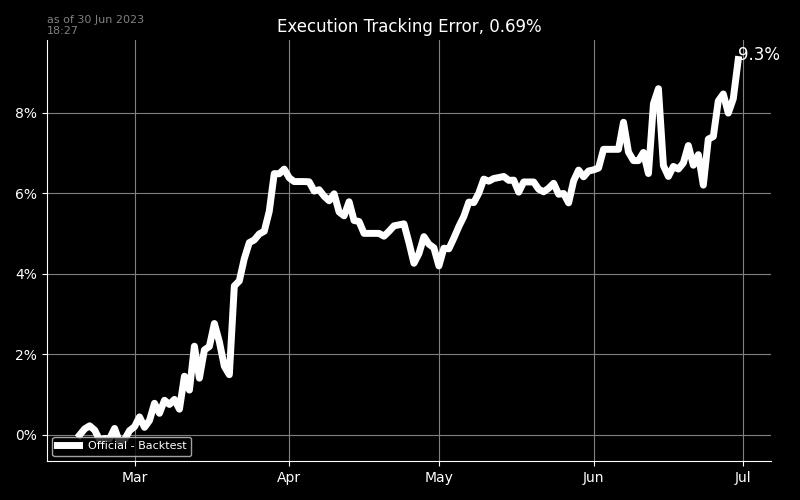 as of 30 Jun 2023
18:27
Execution Tracking Error, 0.69%
9.3%
8%
6%
4%
2%
0%
Official - Backtest
Mar Apr May Jun Jul